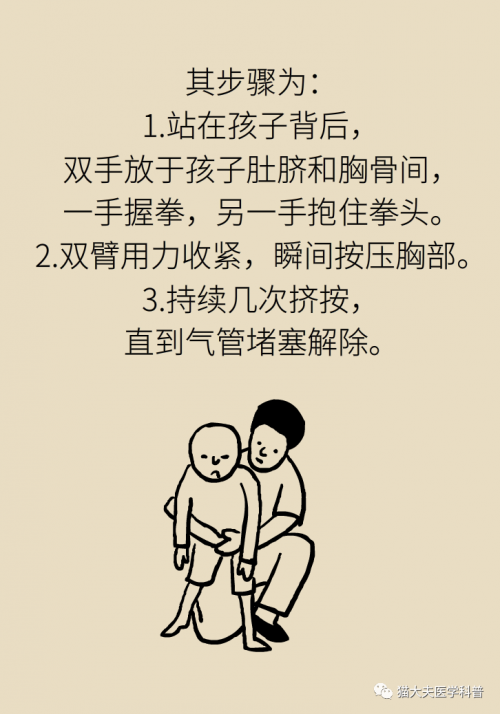 其步骤为：
1.站在孩子背后，
双手放于孩子肚脐和胸骨间，
一手握拳，另一手抱住拳头。
2.双臂用力收紧，瞬间按压胸部。
3.持续几次挤按，
直到气管堵塞解除。
猫大夫医学科普